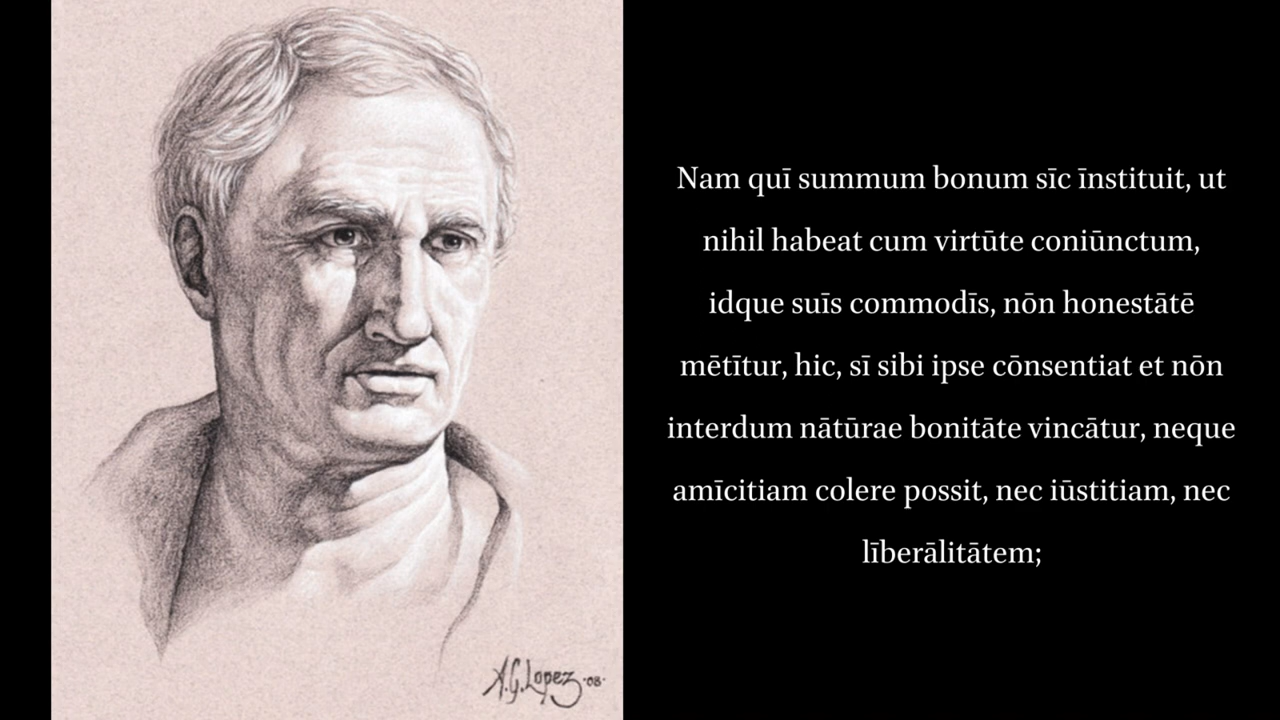 Nam quī summum bonum sīc īnstituit, ut
nihil habeat cum virtūte coniūnctum,
idque suīs commodīs, nōn honestātē
mētītur, hic, sī sibi ipse cōnsentiat et nōn
interdum nātūrae bonitāte vincātur, neque
amīcitiam colere possit, nec iūstitiam, nec
līberālitātem;
A.G.Lopez ·08·